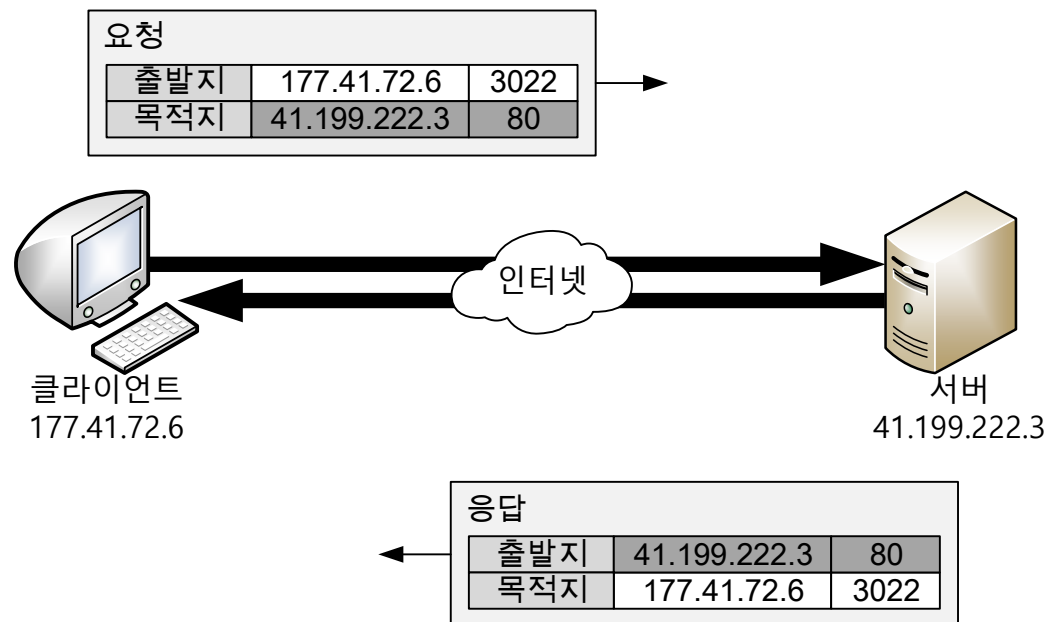 요청
출발지 177.41.72.6 3022
목적지 41.199.222.3 80
인터넷
클라이언트
177.41.72.6
서버
41.199.222.3
응답
출발지 41.199.222.3 80
목적지 177.41.72.6 3022